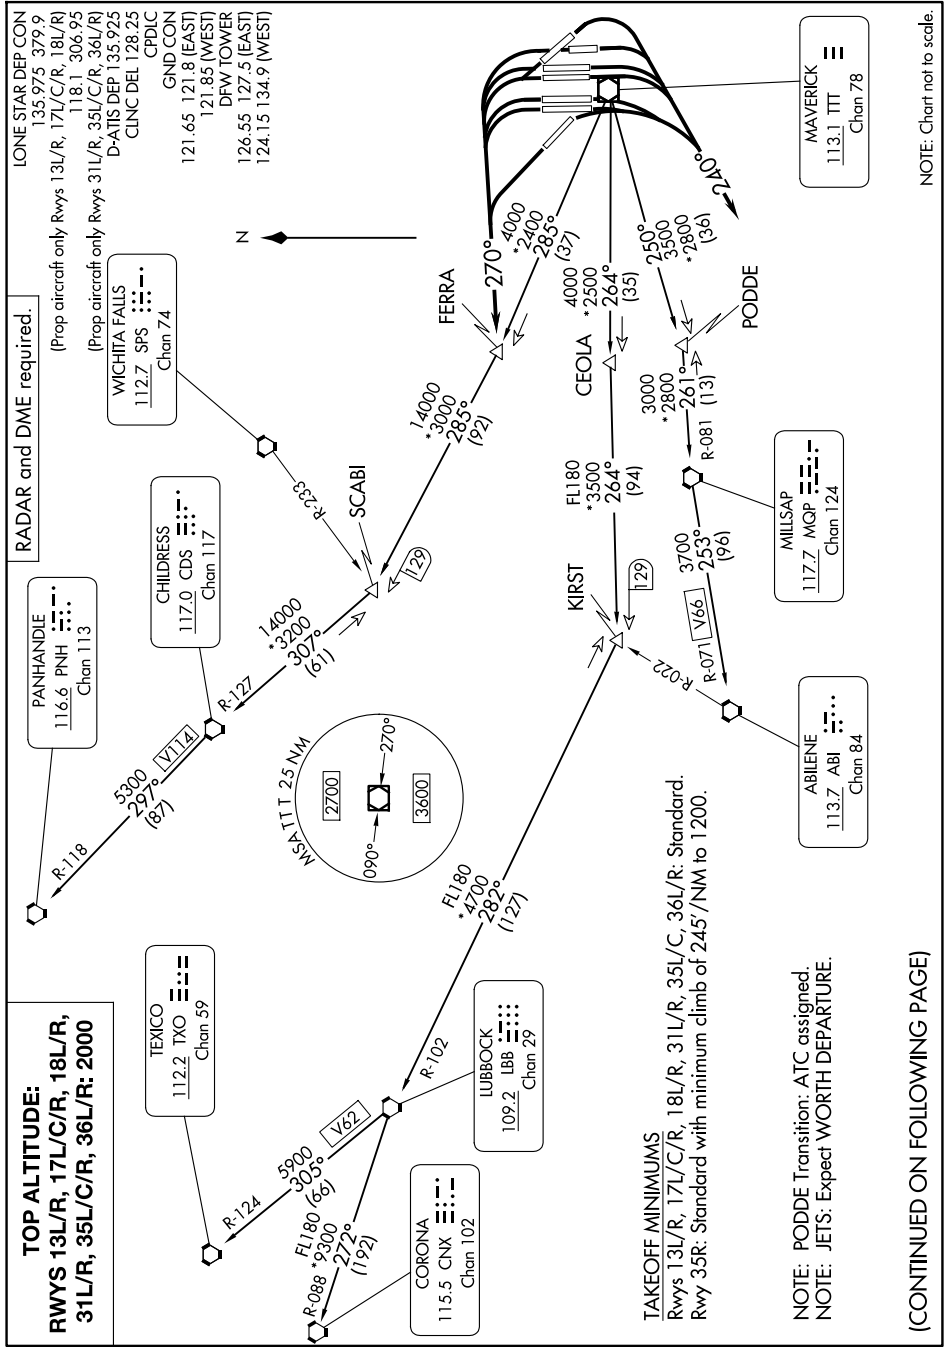 TOP ALTITUDE:
RWYS 13L/R, 17L/C/R, 18L/R,
31L/R, 35L/C/R, 36L/R: 2000
RADAR and DME required.
LONE STAR DEP CON
135.975 379.9
(Prop aircraft only Rwys 13L/R, 17L/C/R, 18L/R)
118.1 306.95
(Prop aircraft only Rwys 31L/R, 35L/C/R, 36L/R)
D-ATIS DEP 135.925
CLNC DEL 128.25
CPDLC
GND CON
121.65 121.8 (EAST)
121.85 (WEST)
DFW TOWER
126.55 127.5 (EAST)
124.15 134.9 (WEST)
N
PANHANDLE
116.6 PNH
Chan 113
CHILDRESS
117.0 CDS
Chan 117
WICHITA FALLS
112.7 SPS
Chan 74
TEXICO
112.2 TXO
Chan 59
R-118
5300
297°
(87)
V114
R-127
14000
*3200
307°
(61)
R-233
SCABI
129
14000
*3000
285°
(92)
FERRA
4000
*2400
285°
(37)
270°
240°
MSA TTT 25 NM
2700
3600
090°
270°
R-124
5900
305°
(66)
V62
FL180
*9300
272°
(192)
R-088
CORONA
115.5 CNX
Chan 102
LUBBOCK
109.2 LBB
Chan 29
R-102
FL180
*4700
282°
(127)
KIRST
129
R-022
FL180
*3500
264°
(94)
CEOLA
4000
*2500
264°
(35)
250°
3500
*2800
(36)
PODDE
3000
*2800
261°
(13)
R-081
3700
253°
(96)
V66
R-071
ABILENE
113.7 ABI
Chan 84
MILLSAP
117.7 MQP
Chan 124
MAVERICK
113.1 TTT
Chan 78
TAKEOFF MINIMUMS
Rwys 13L/R, 17L/C/R, 18L/R, 31L/R, 35L/C, 36L/R: Standard.
Rwy 35R: Standard with minimum climb of 245'/NM to 1200.
NOTE: PODDE Transition: ATC assigned.
NOTE: JETS: Expect WORTH DEPARTURE.
(CONTINUED ON FOLLOWING PAGE)
NOTE: Chart not to scale.